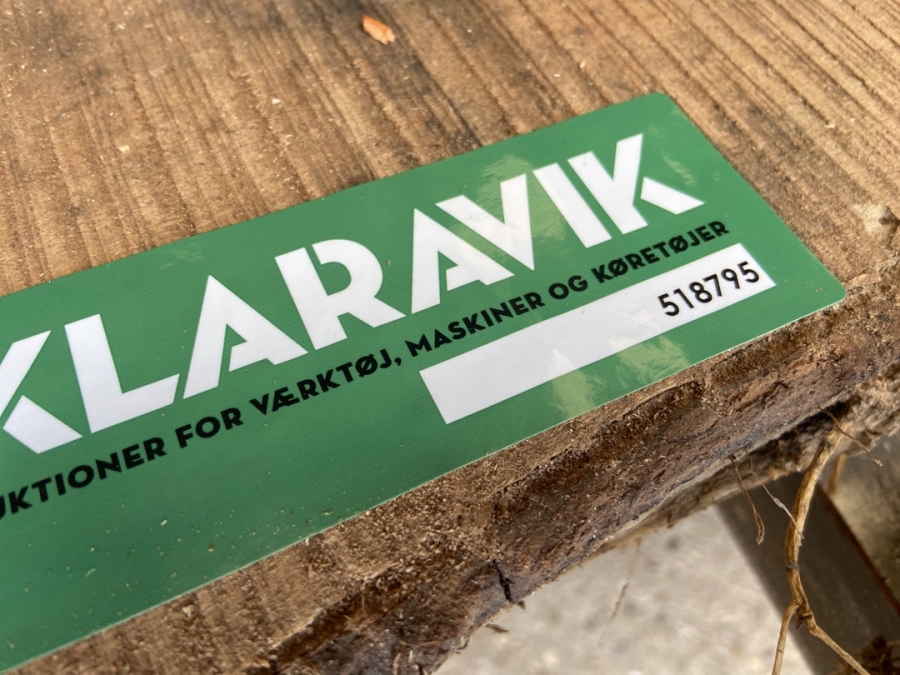 KLARAVIK
UKTIONER FOR VÆRKTØJ, MASKINER OG KØRETØJER
518795